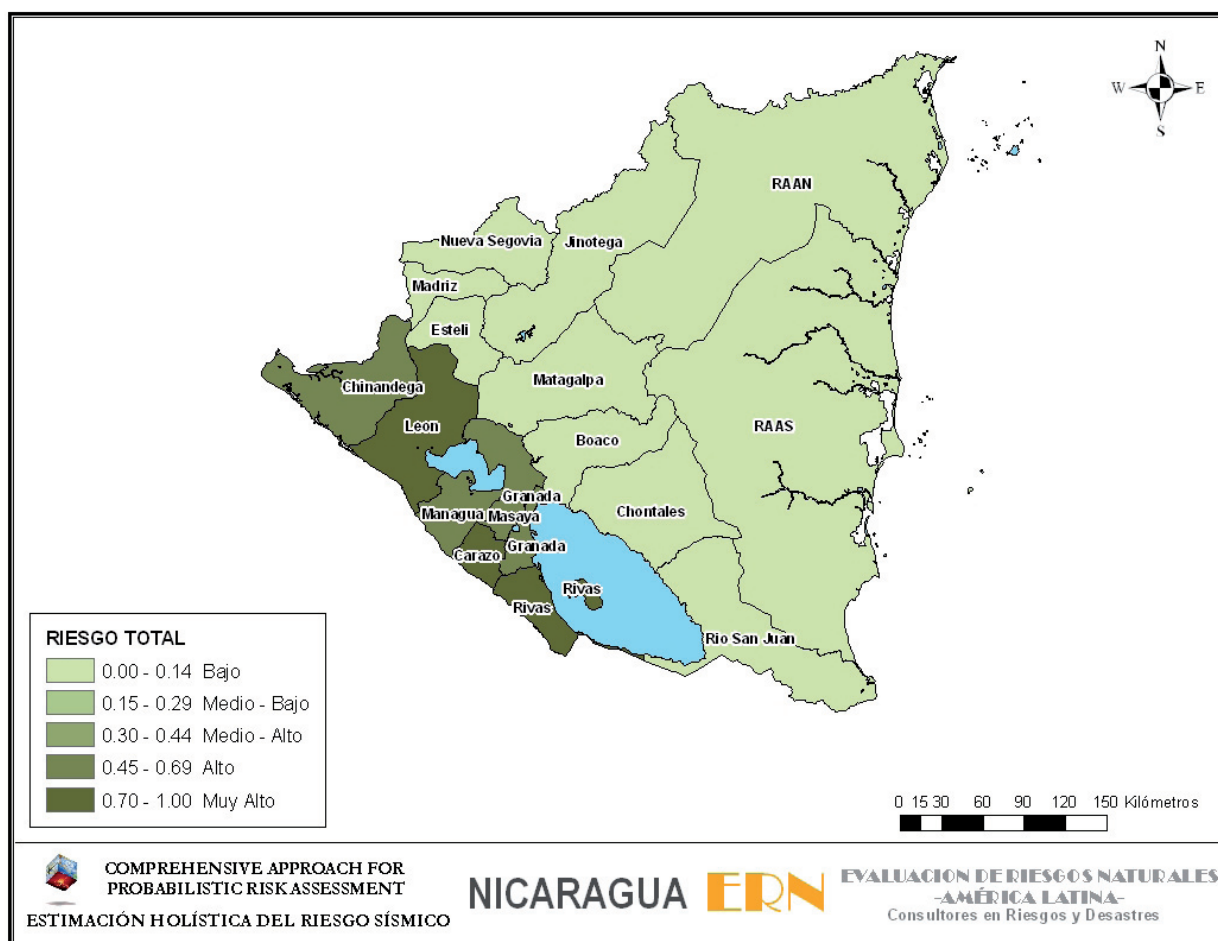 N
W E
S
RAAN
Nueva Segovia
Jinotega
Madriz
Esteli
Chinandega
Matagalpa
Leon
Boaco
RAAS
Granada
Managua
Masaya
Chontales
Carazo
Granada
Rivas
Rivas
Rio San Juan
RIESGO TOTAL
0.00 - 0.14 Bajo
0.15 - 0.29 Medio - Bajo
0.30 - 0.44 Medio - Alto
0.45 - 0.69 Alto
0.70 - 1.00 Muy Alto
0 15 30 60 90 120 150 Kilómetros
COMPREHENSIVE APPROACH FOR
PROBABILISTIC RISK ASSESSMENT
ESTIMACIÓN HOLÍSTICA DEL RIESGO SÍSMICO
NICARAGUA
ERN
EVALUACION DE RIESGOS NATURALES
-AMÉRICA LATINA-
Consultores en Riesgos y Desastres